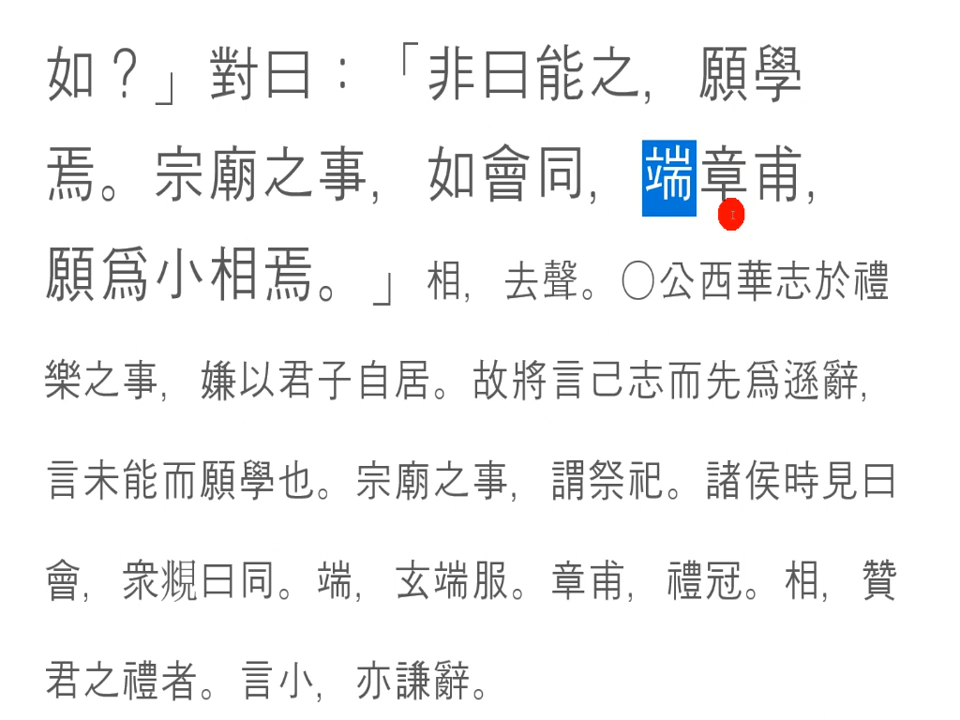 如？」對曰：「非曰能之，願學
焉。宗廟之事，如會同，端章甫，
願爲小相焉。」相，去聲。〇公西華志於禮
樂之事，嫌以君子自居。故將言己志而先爲遜辭，
言未能而願學也。宗廟之事，謂祭祀。諸侯時見曰
會，衆覜曰同。端，玄端服。章甫，禮冠。相，贊
君之禮者。言小，亦謙辭。